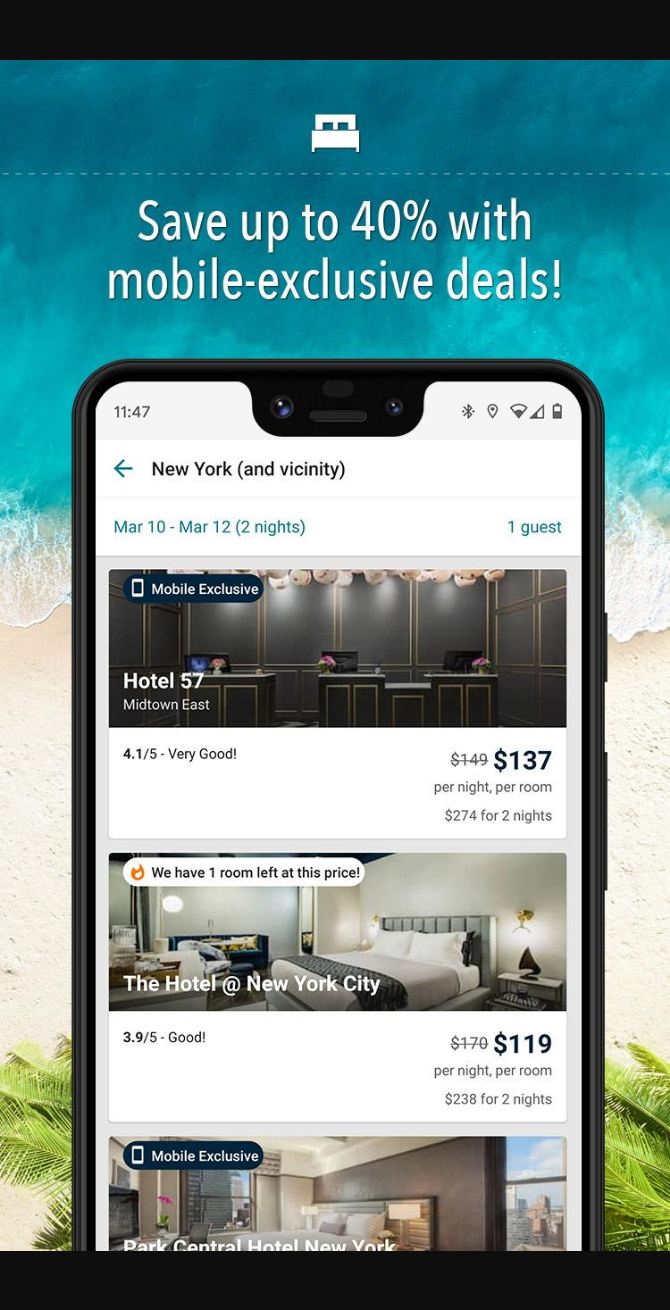 Save up to 40% with
mobile-exclusive deals!
11:47
New York (and vicinity)
Mar 10 - Mar 12 (2 nights)
1 guest
Mobile Exclusive
Hotel 57
Midtown East
4.1/5 - Very Good!
$149 $137
per night, per room
$274 for 2 nights
We have 1 room left at this price!
The Hotel @ New York City
3.9/5 - Good!
$170 $119
per night, per room
$238 for 2 nights
Mobile Exclusive
Park Central Hotel New York